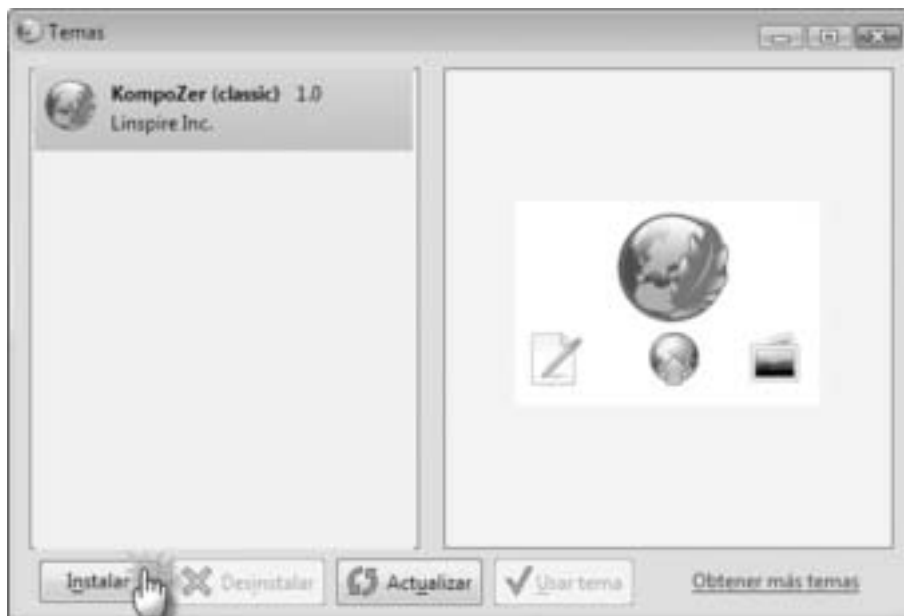 Temas
KompoZer (classic) 1.0
Linspire Inc.
Instalar
Desinstalar
Actualizar
Usar tema
Obtener más temas